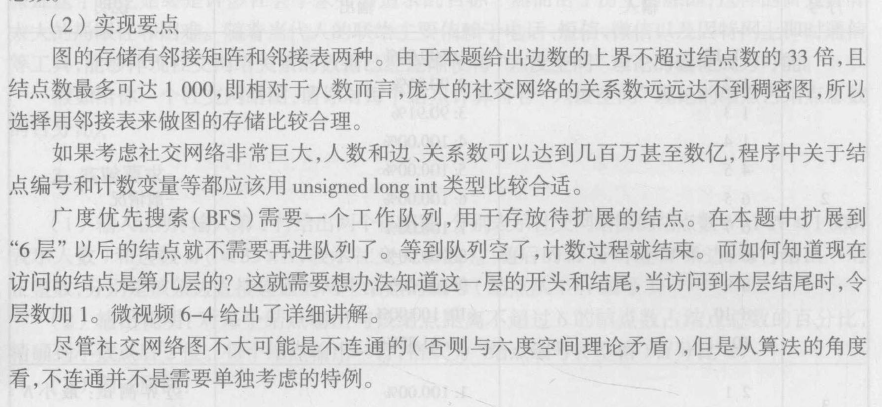 (2)实现要点
图的存储有邻接矩阵和邻接表两种。由于本题给出边数的上界不超过结点数的 33 倍,且
结点数最多可达 1 000,即相对于人数而言,庞大的社交网络的关系数远远达不到稠密图,所以
选择用邻接表来做图的存储比较合理。
如果考虑社交网络非常巨大,人数和边、关系数可以达到几百万甚至数亿,程序中关于结
点编号和计数变量等都应该用 unsigned long int 类型比较合适。
广度优先搜索(BFS)需要一个工作队列,用于存放待扩展的结点。在本题中扩展到
“6 层”以后的结点就不需要再进队列了。等到队列空了,计数过程就结束。而如何知道现在
访问的结点是第几层的?这就需要想办法知道这一层的开头和结尾,当访问到本层结尾时,令
层数加 1。微视频 6-4 给出了详细讲解。
尽管社交网络图不大可能是不连通的(否则与六度空间理论矛盾),但是从算法的角度
看,不连通并不是需要单独考虑的特例。